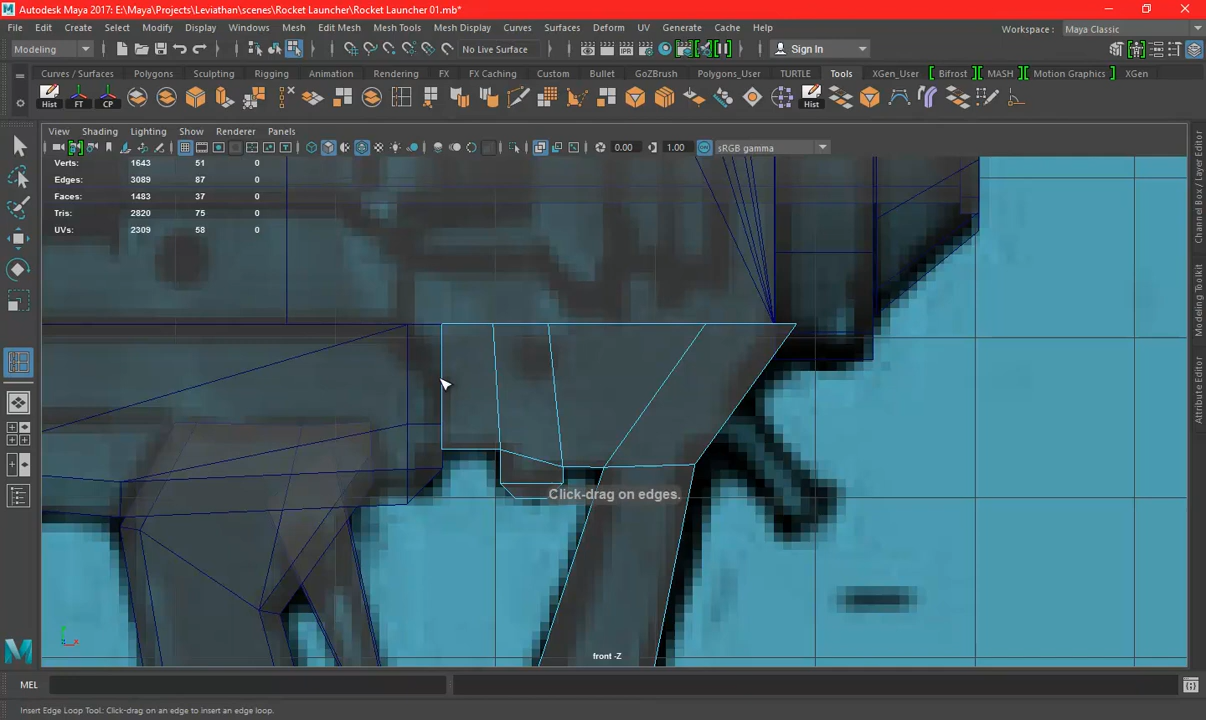 Autodesk Maya 2017: E:\Maya\Projects\Leviathan\scenes\Rocket Launcher\Rocket Launcher 01.mb*
File Edit Create Select Modify Display Windows Mesh Edit Mesh Mesh Tools Mesh Display Curves Surfaces Deform UV Generate Cache Help Workspace : Maya Classic
Modeling No Live Surface Sign In
Curves / Surfaces Polygons Sculpting Rigging Animation Rendering FX FX Caching Custom Bullet GoZBrush Polygons_User TURTLE Tools XGen_User Bifrost MASH Motion Graphics XGen
Hist FT CP Hist
View Shading Lighting Show Renderer Panels
0.00 1.00 sRGB gamma
Verts: 1643 51 0
Edges: 3089 87 0
Faces: 1483 37 0
Tris: 2820 75 0
UVs: 2309 58 0
Channel Box / Layer Editor
Modeling Toolkit
Attribute Editor
Click-drag on edges.
front -Z
MEL
Insert Edge Loop Tool: Click-drag on an edge to insert an edge loop.